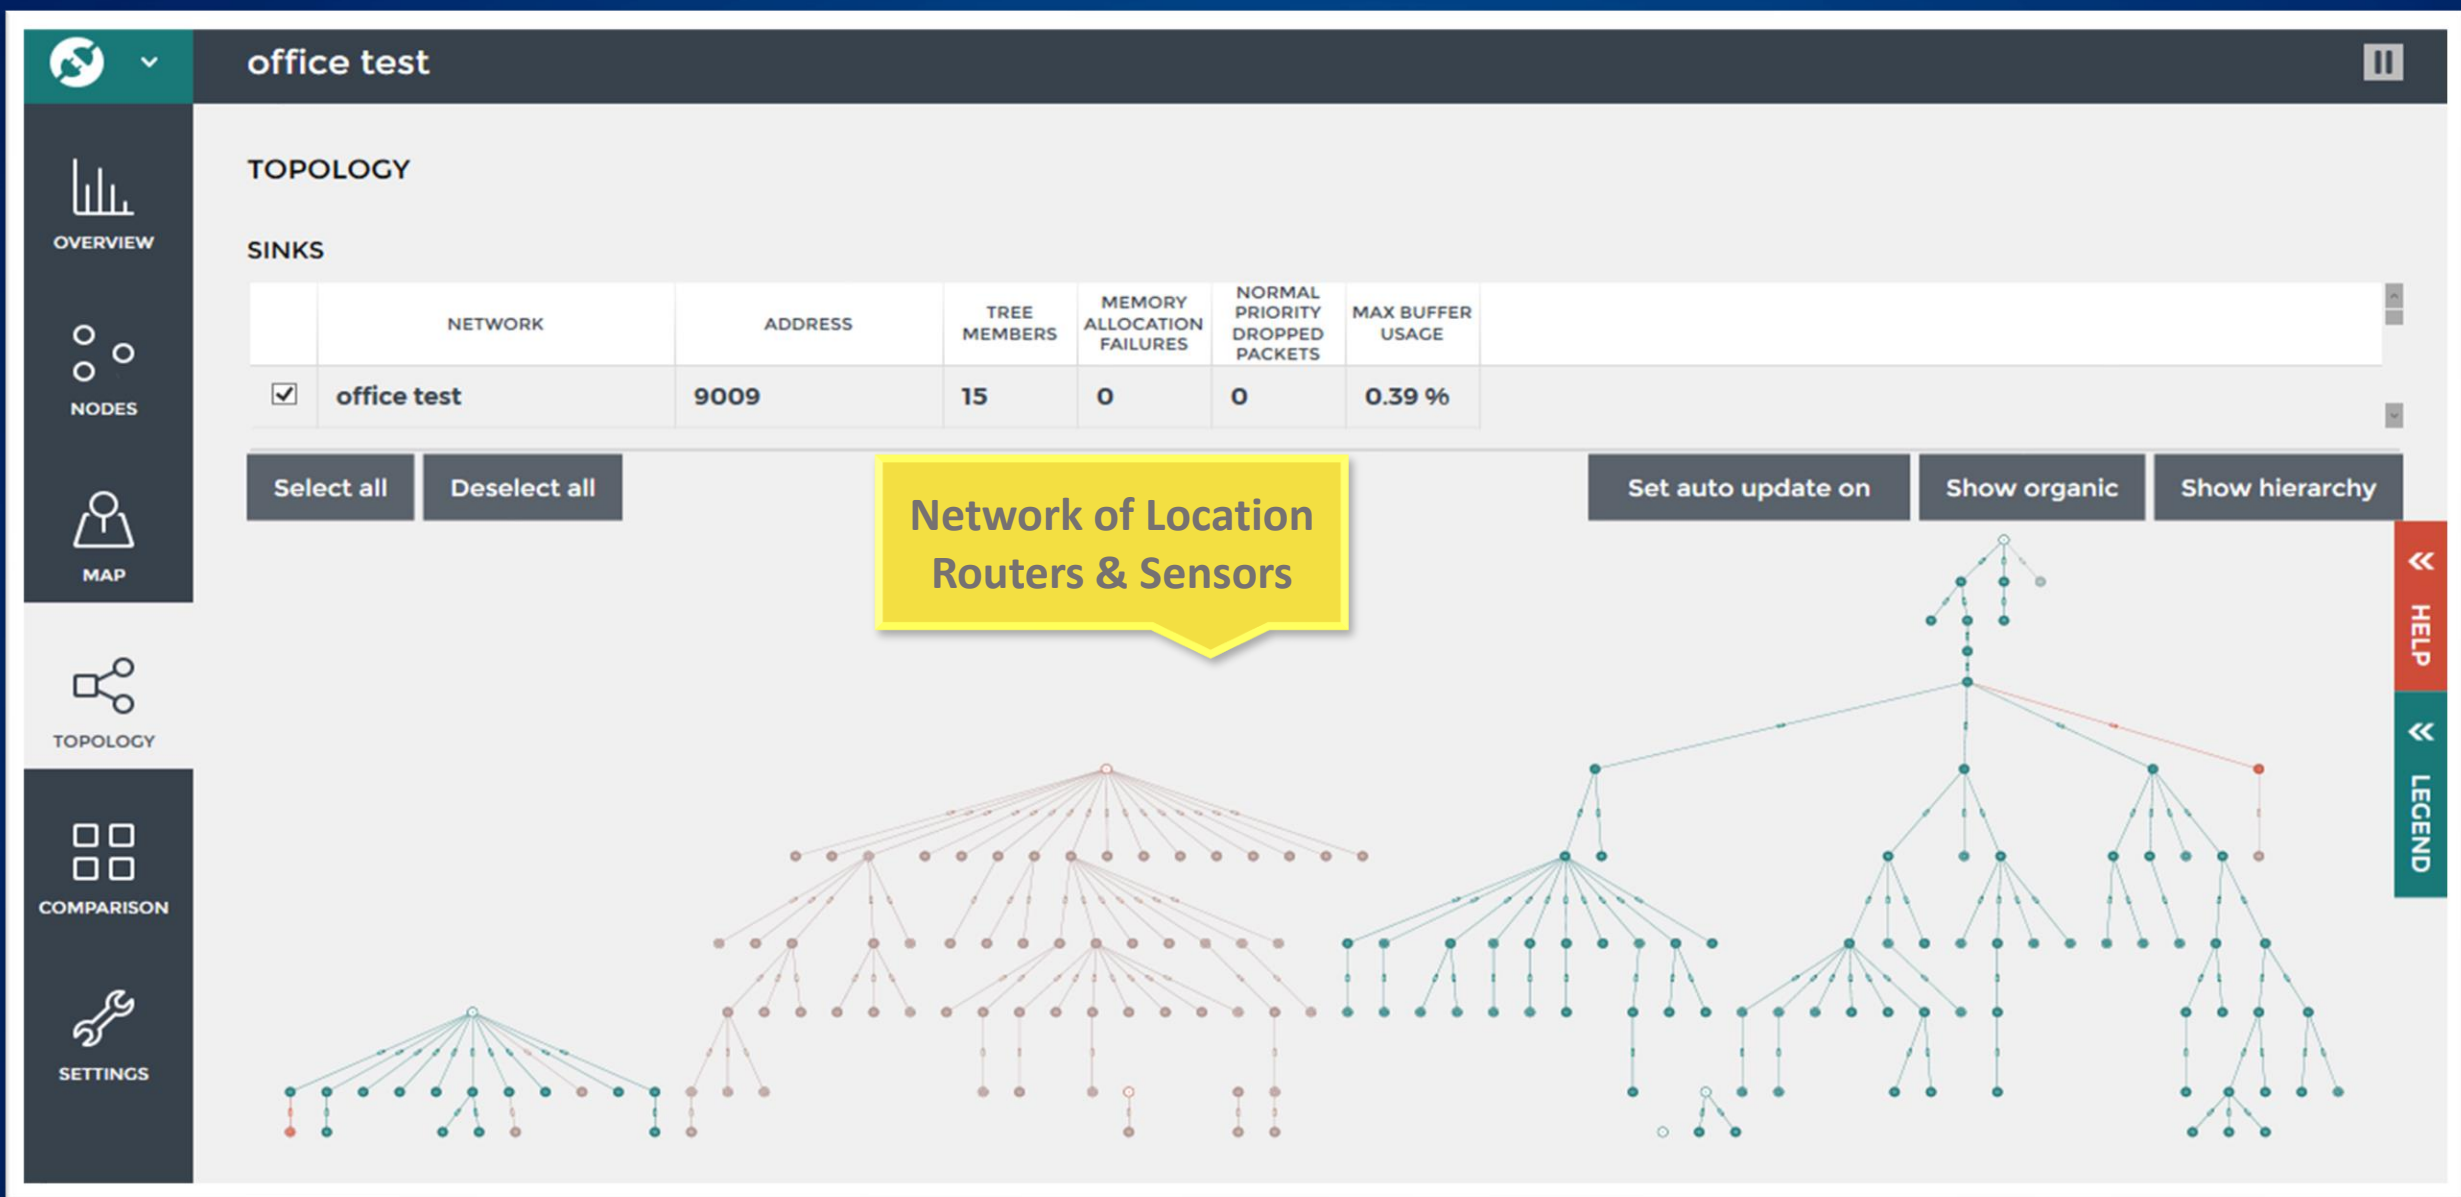 office test
OVERVIEW
NODES
MAP
TOPOLOGY
COMPARISON
SETTINGS
TOPOLOGY
SINKS
NETWORK
ADDRESS
TREE
MEMBERS
MEMORY
ALLOCATION
FAILURES
NORMAL
PRIORITY
DROPPED
PACKETS
MAX BUFFER
USAGE
office test
9009
15
0
0
0.39 %
Select all
Deselect all
Network of Location
Routers & Sensors
Set auto update on
Show organic
Show hierarchy
HELP
LEGEND